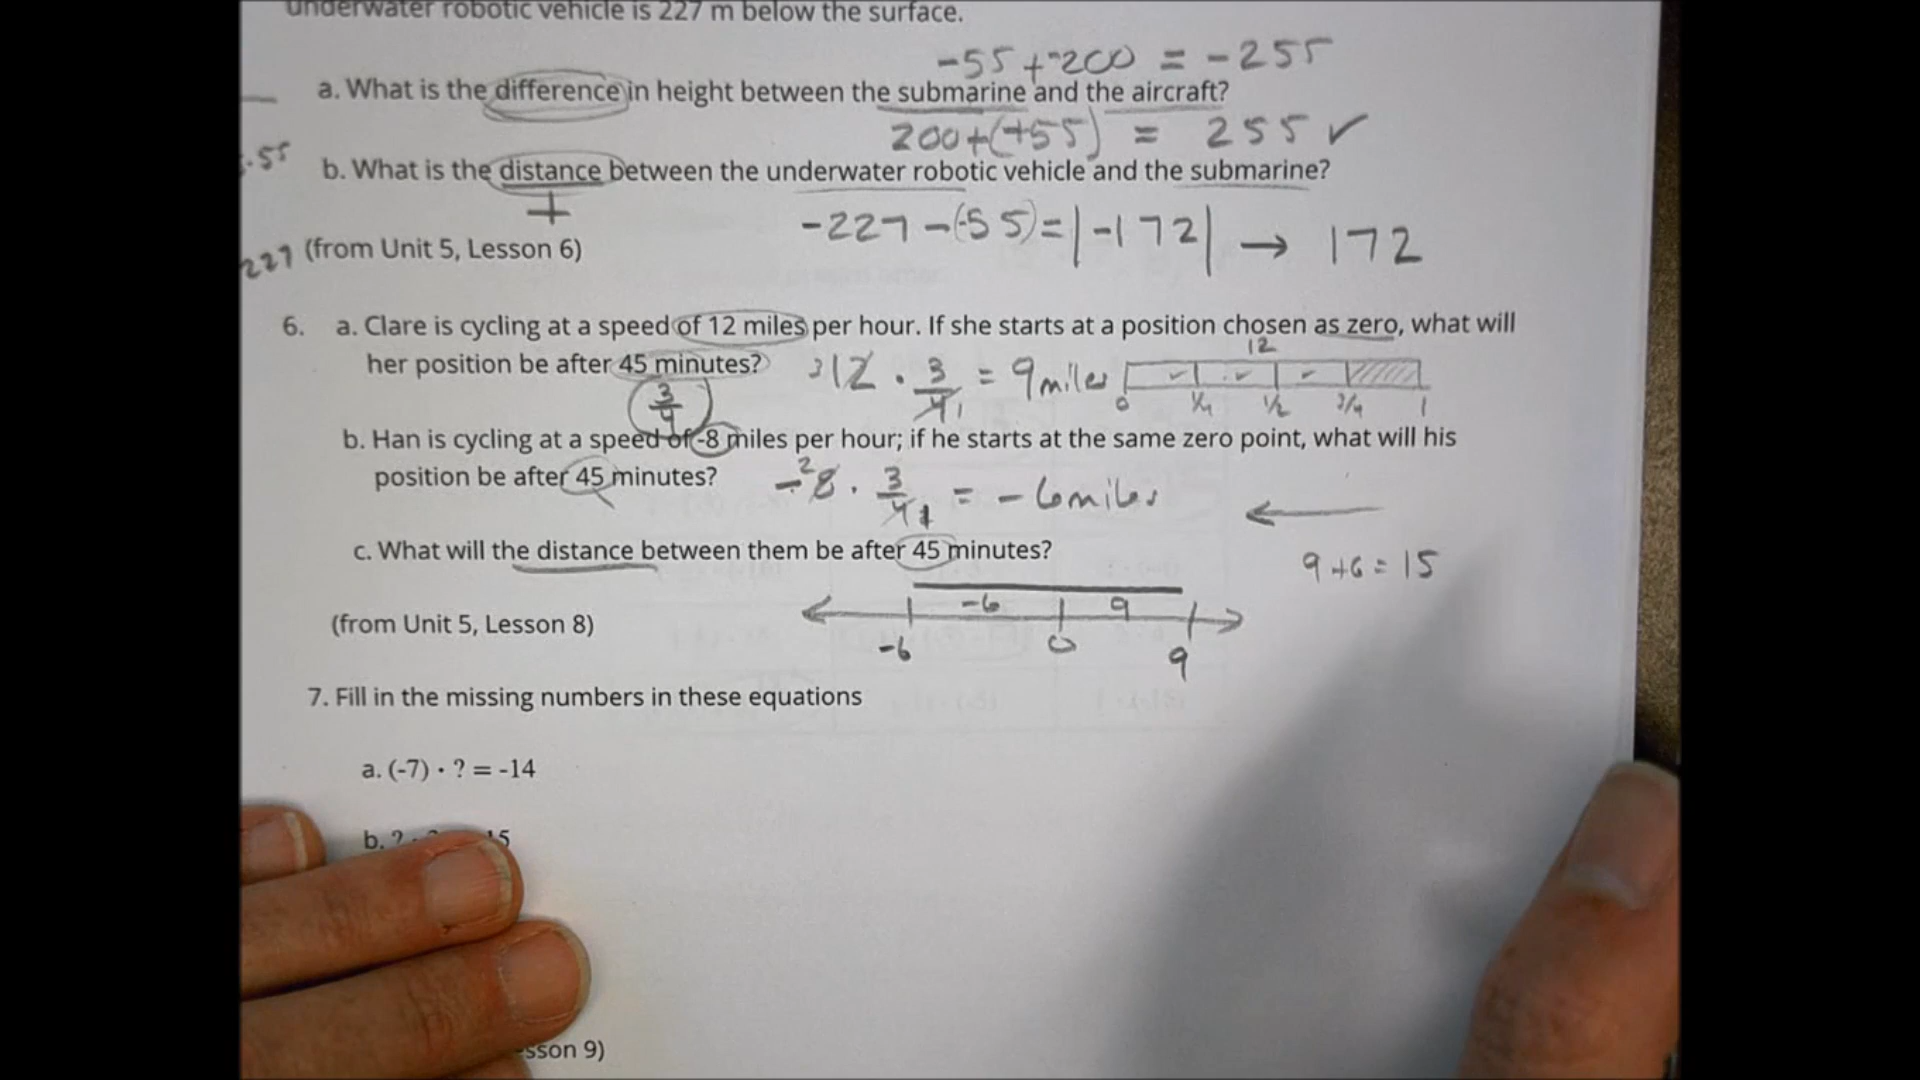 underwater robotic vehicle is 227 m below the surface.
-55 + -200 = -255
a. What is the difference in height between the submarine and the aircraft?
200+(+55) = 255 ✓
-55
b. What is the distance between the underwater robotic vehicle and the submarine?
+
-227 -(-55)= |-172| → 172
227 (from Unit 5, Lesson 6)
6. a. Clare is cycling at a speed of 12 miles per hour. If she starts at a position chosen as zero, what will
her position be after 45 minutes?
3/4
3 12 · 3/4 1 = 9 miles
12
0 1/4 1/2 3/4 1
b. Han is cycling at a speed of -8 miles per hour; if he starts at the same zero point, what will his
position be after 45 minutes?
-2 8 · 3/4 1 = -6 miles
c. What will the distance between them be after 45 minutes?
9+6=15
-6 9
-6 0 9
(from Unit 5, Lesson 8)
7. Fill in the missing numbers in these equations
a. (-7) · ? = -14
b. ? 15
sson 9)